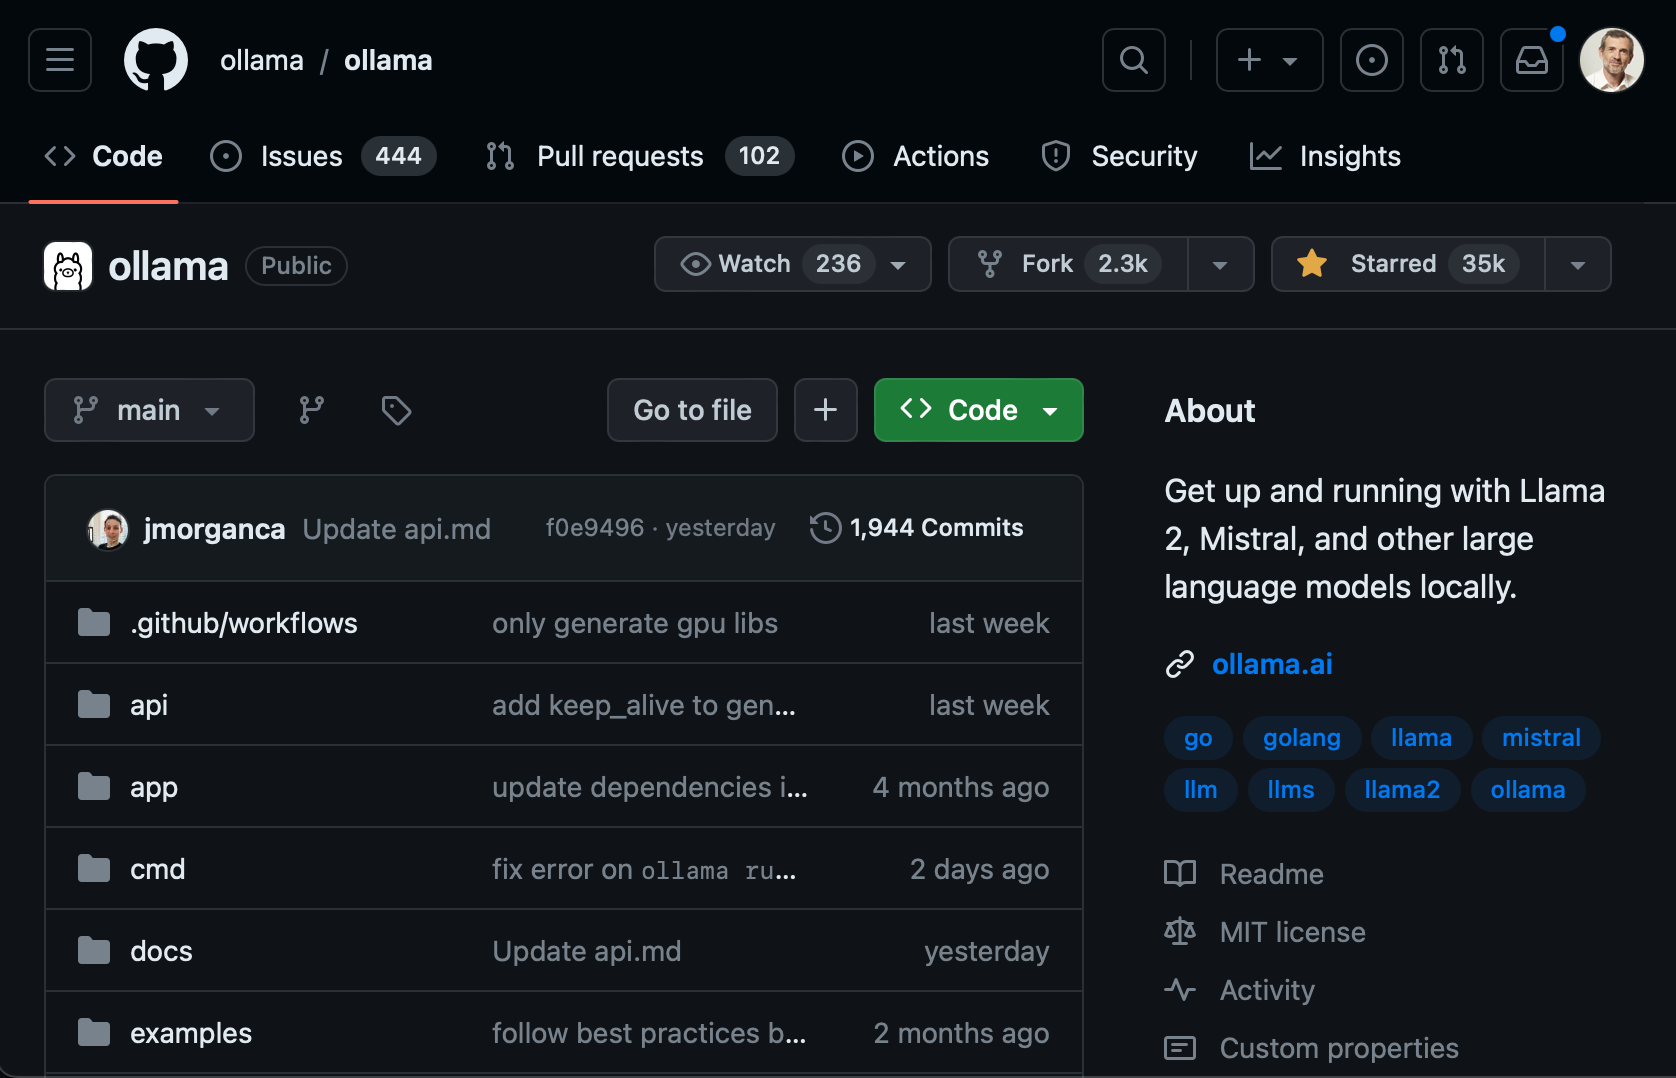 ollama / ollama
Code Issues 444 Pull requests 102 Actions Security Insights
ollama Public Watch 236 Fork 2.3k Starred 35k
main Go to file Code
jmorganca Update api.md f0e9496 · yesterday 1,944 Commits
.github/workflows only generate gpu libs last week
api add keep_alive to gen... last week
app update dependencies i... 4 months ago
cmd fix error on ollama ru... 2 days ago
docs Update api.md yesterday
examples follow best practices b... 2 months ago
About
Get up and running with Llama
2, Mistral, and other large
language models locally.
ollama.ai
go golang llama mistral
llm llms llama2 ollama
Readme
MIT license
Activity
Custom properties